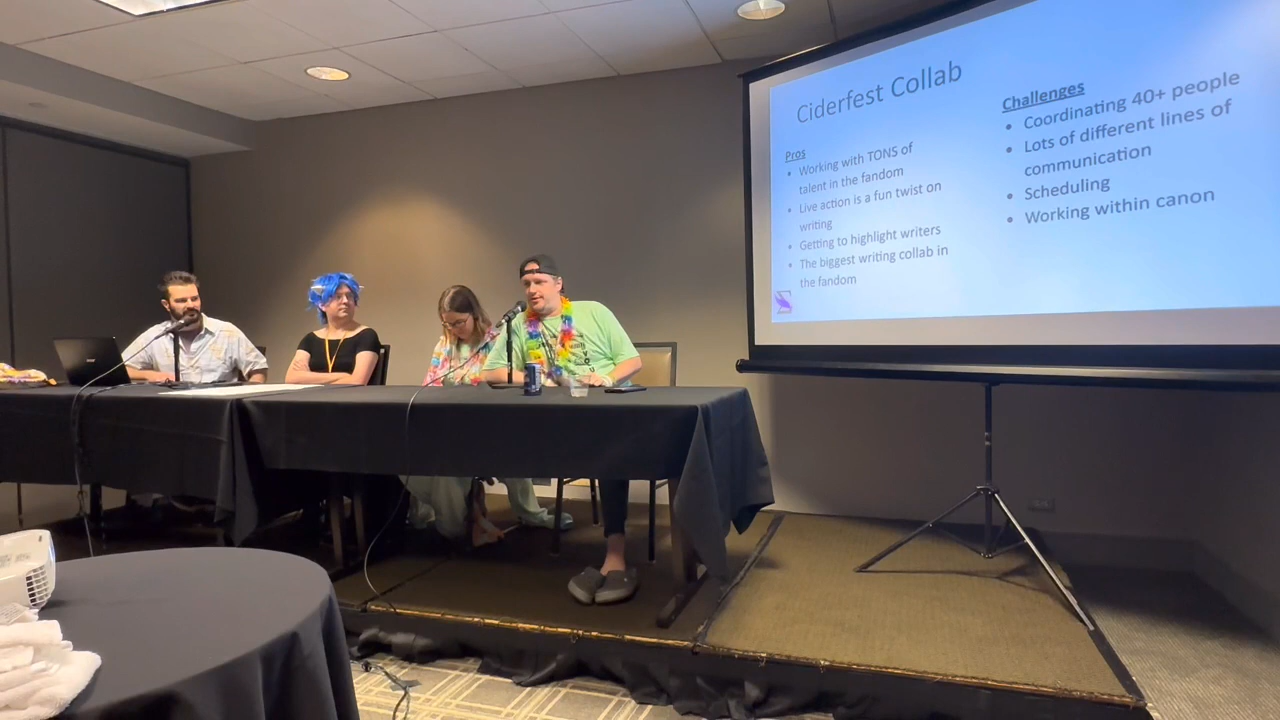 Ciderfest Collab
Pros
• Working with TONS of
talent in the fandom
• Live action is a fun twist on
writing
• Getting to highlight writers
• The biggest writing collab in
the fandom
Challenges
• Coordinating 40+ people
• Lots of different lines of
communication
• Scheduling
• Working within canon